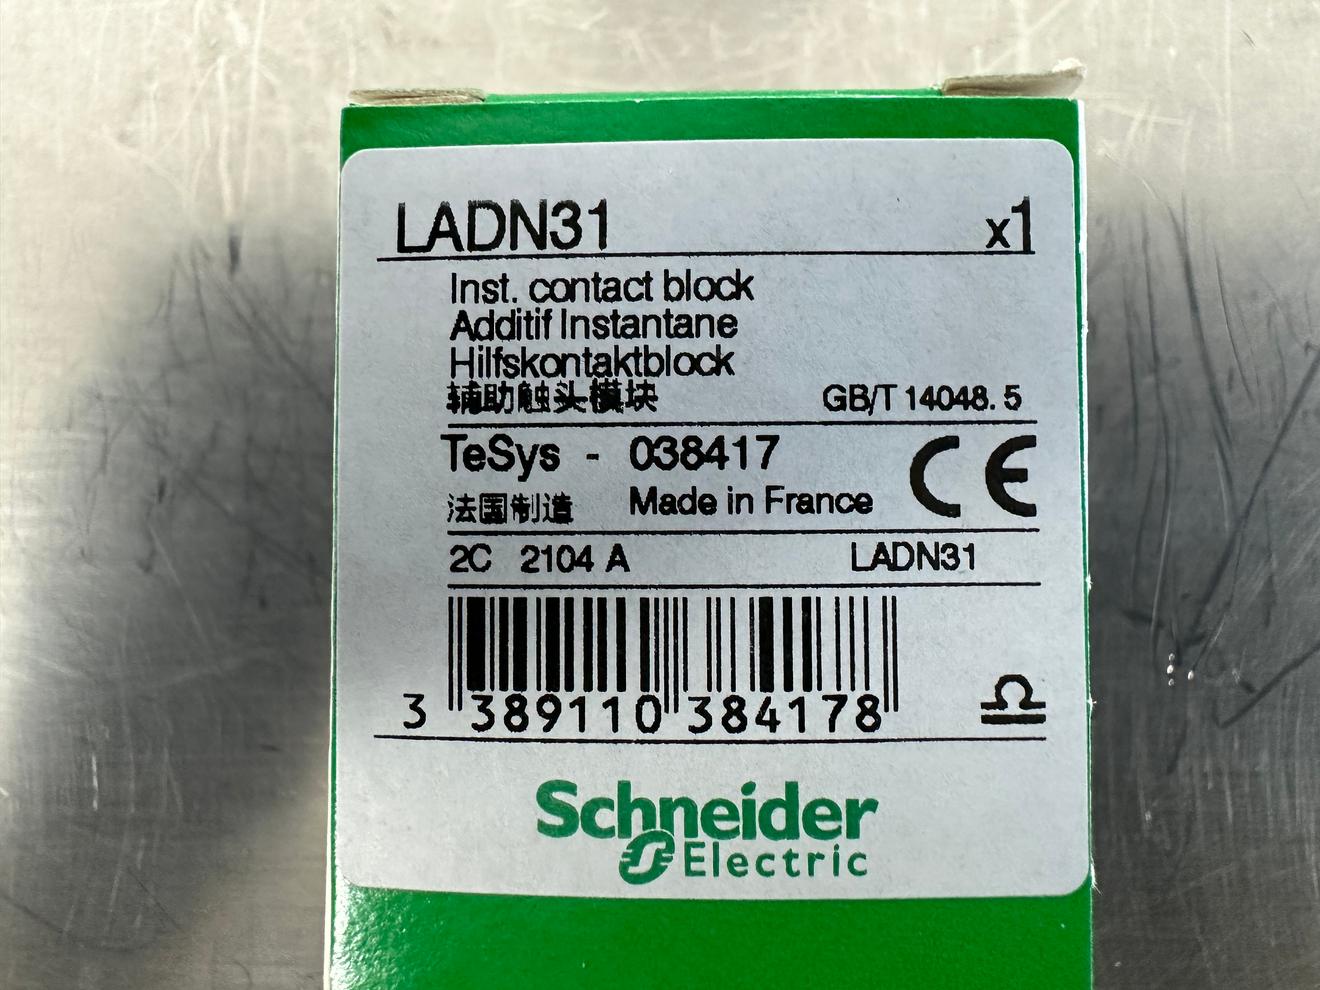 LADN31 x1
Inst. contact block
Additif Instantane
Hilfskontaktblock
辅助触头模块 GB/T 14048.5
TeSys - 038417
法国制造 Made in France CE
2C 2104 A LADN31
3 389110 384178
Schneider
Electric